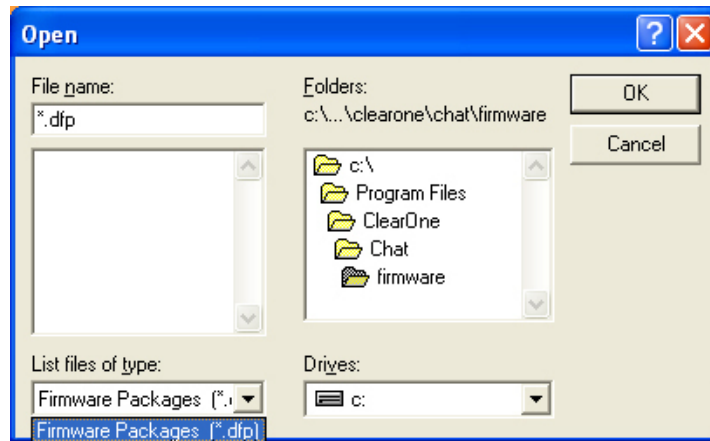 Open
File name:
*.dfp
Folders:
c:\...\clearone\chat\firmware
OK
Cancel
c:\
Program Files
ClearOne
Chat
firmware
List files of type:
Firmware Packages (*.
Firmware Packages (*.dfp)
Drives:
c: